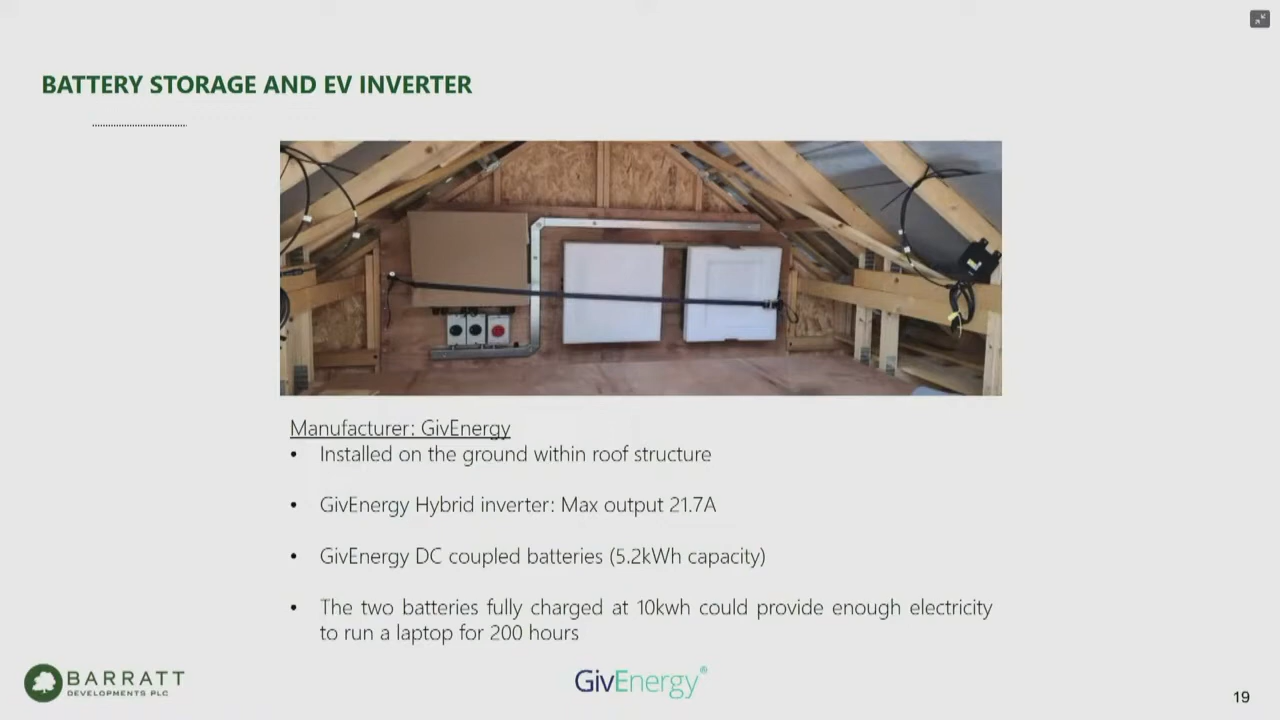 BATTERY STORAGE AND EV INVERTER
Manufacturer: GivEnergy
• Installed on the ground within roof structure
• GivEnergy Hybrid inverter: Max output 21.7A
• GivEnergy DC coupled batteries (5.2kWh capacity)
• The two batteries fully charged at 10kwh could provide enough electricity
to run a laptop for 200 hours
BARRATT
DEVELOPMENTS PLC
GivEnergy®
19